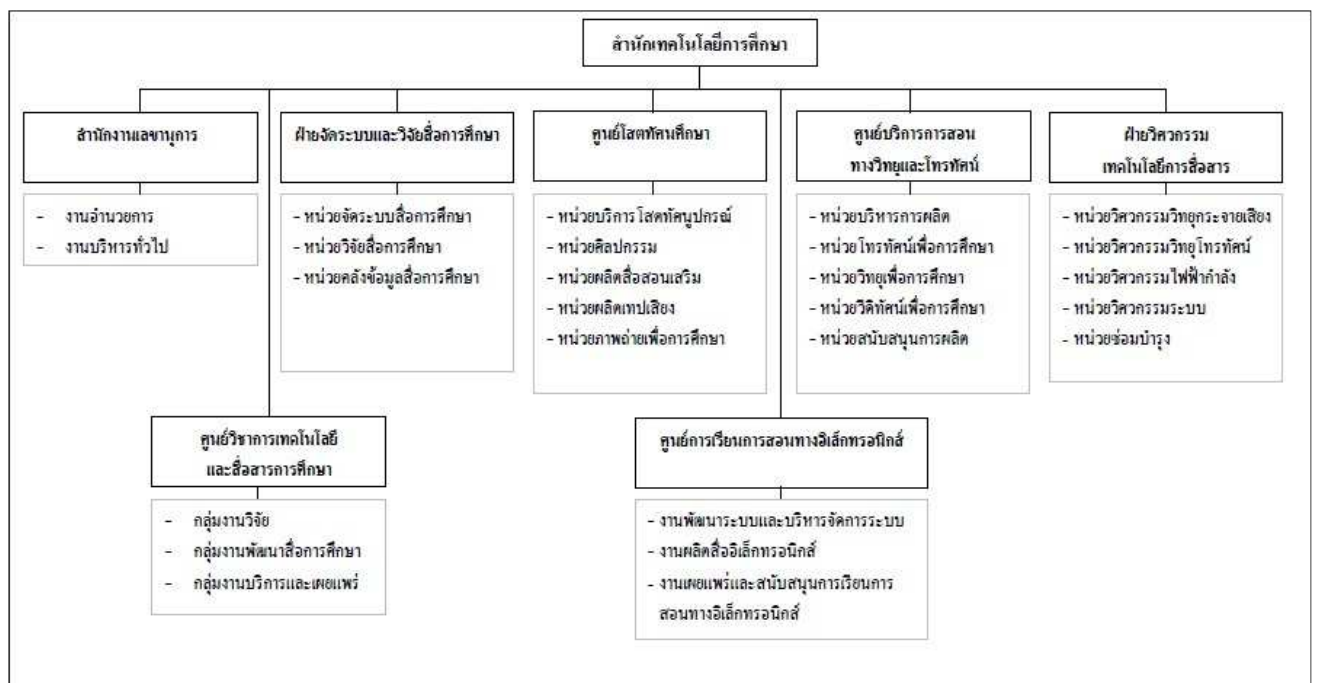 สำนักเทคโนโลยีการศึกษา
สำนักงานเลขานุการ
- งานอำนวยการ
- งานบริหารทั่วไป
ฝ่ายจัดระบบและวิจัยสื่อการศึกษา
- หน่วยจัดระบบสื่อการศึกษา
- หน่วยวิจัยสื่อการศึกษา
- หน่วยคลังข้อมูลสื่อการศึกษา
ศูนย์โสตทัศนศึกษา
- หน่วยบริการโสตทัศนูปกรณ์
- หน่วยศิลปกรรม
- หน่วยผลิตสื่อสอนเสริม
- หน่วยผลิตเทปเสียง
- หน่วยภาพถ่ายเพื่อการศึกษา
ศูนย์บริการการสอน
ทางวิทยุและโทรทัศน์
- หน่วยบริหารการผลิต
- หน่วยโทรทัศน์เพื่อการศึกษา
- หน่วยวิทยุเพื่อการศึกษา
- หน่วยวีดิทัศน์เพื่อการศึกษา
- หน่วยสนับสนุนการผลิต
ฝ่ายวิศวกรรม
เทคโนโลยีการสื่อสาร
- หน่วยวิศวกรรมวิทยุกระจายเสียง
- หน่วยวิศวกรรมวิทยุโทรทัศน์
- หน่วยวิศวกรรมไฟฟ้ากำลัง
- หน่วยวิศวกรรมระบบ
- หน่วยซ่อมบำรุง
ศูนย์วิชาการเทคโนโลยี
และสื่อสารการศึกษา
- กลุ่มงานวิจัย
- กลุ่มงานพัฒนาสื่อการศึกษา
- กลุ่มงานบริการและเผยแพร่
ศูนย์การเรียนการสอนทางอิเล็กทรอนิกส์
- งานพัฒนาระบบและบริหารจัดการระบบ
- งานผลิตสื่ออิเล็กทรอนิกส์
- งานเผยแพร่และสนับสนุนการเรียนการ
สอนทางอิเล็กทรอนิกส์